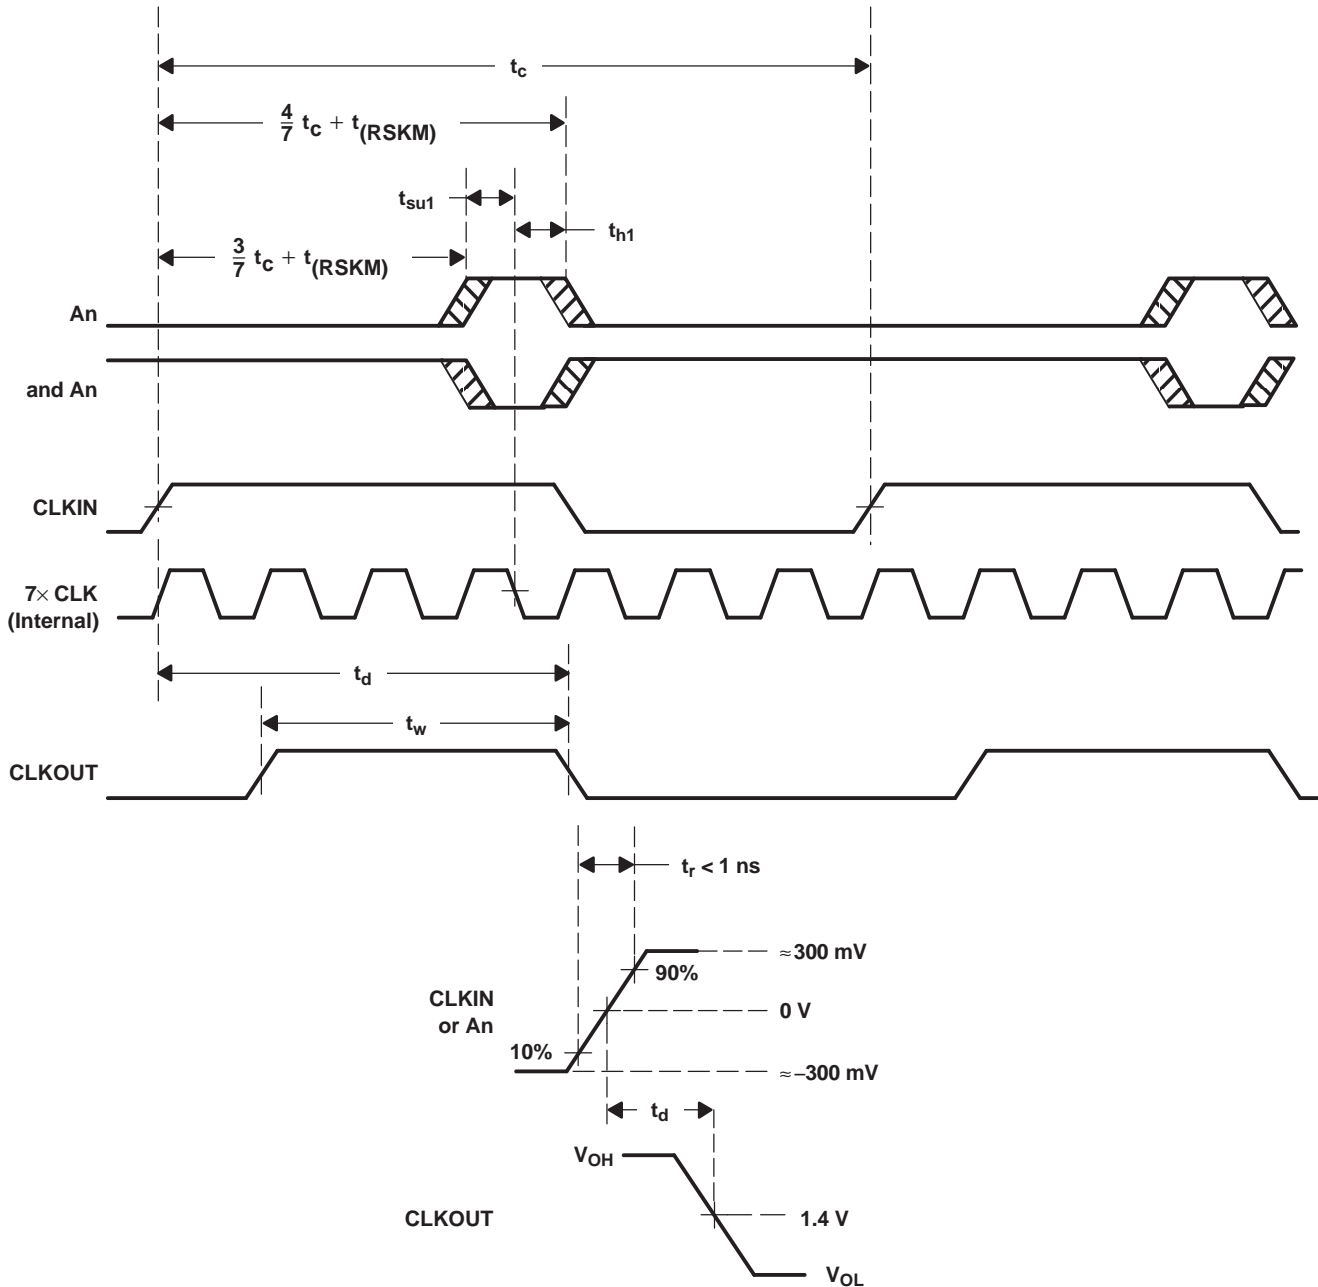 tc
4/7 tc + t(RSKM)
tsu1
th1
3/7 tc + t(RSKM)
An
and An
CLKIN
7× CLK
(Internal)
td
tw
CLKOUT
tr < 1 ns
≈300 mV
90%
CLKIN
or An
0 V
10%
≈–300 mV
td
VOH
CLKOUT
1.4 V
VOL